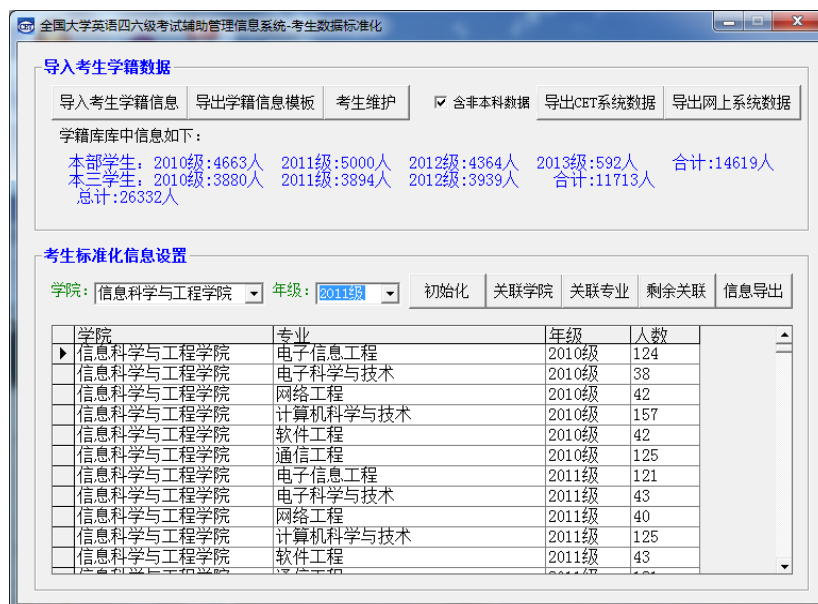 CET 全国大学英语四六级考试辅助管理信息系统-考生数据标准化
导入考生学籍数据
导入考生学籍信息 导出学籍信息模板 考生维护 含非本科数据 导出CET系统数据 导出网上系统数据
学籍库库中信息如下:
本部学生: 2010级:4663人 2011级:5000人 2012级:4364人 2013级:592人 合计:14619人
本三学生: 2010级:3880人 2011级:3894人 2012级:3939人 合计:11713人
总计:26332人
考生标准化信息设置
学院: 信息科学与工程学院 年级: 2011级 初始化 关联学院 关联专业 剩余关联 信息导出
学院 专业 年级 人数
信息科学与工程学院 电子信息工程 2010级 124
信息科学与工程学院 电子科学与技术 2010级 38
信息科学与工程学院 网络工程 2010级 42
信息科学与工程学院 计算机科学与技术 2010级 157
信息科学与工程学院 软件工程 2010级 42
信息科学与工程学院 通信工程 2010级 125
信息科学与工程学院 电子信息工程 2011级 121
信息科学与工程学院 电子科学与技术 2011级 43
信息科学与工程学院 网络工程 2011级 40
信息科学与工程学院 计算机科学与技术 2011级 125
信息科学与工程学院 软件工程 2011级 43